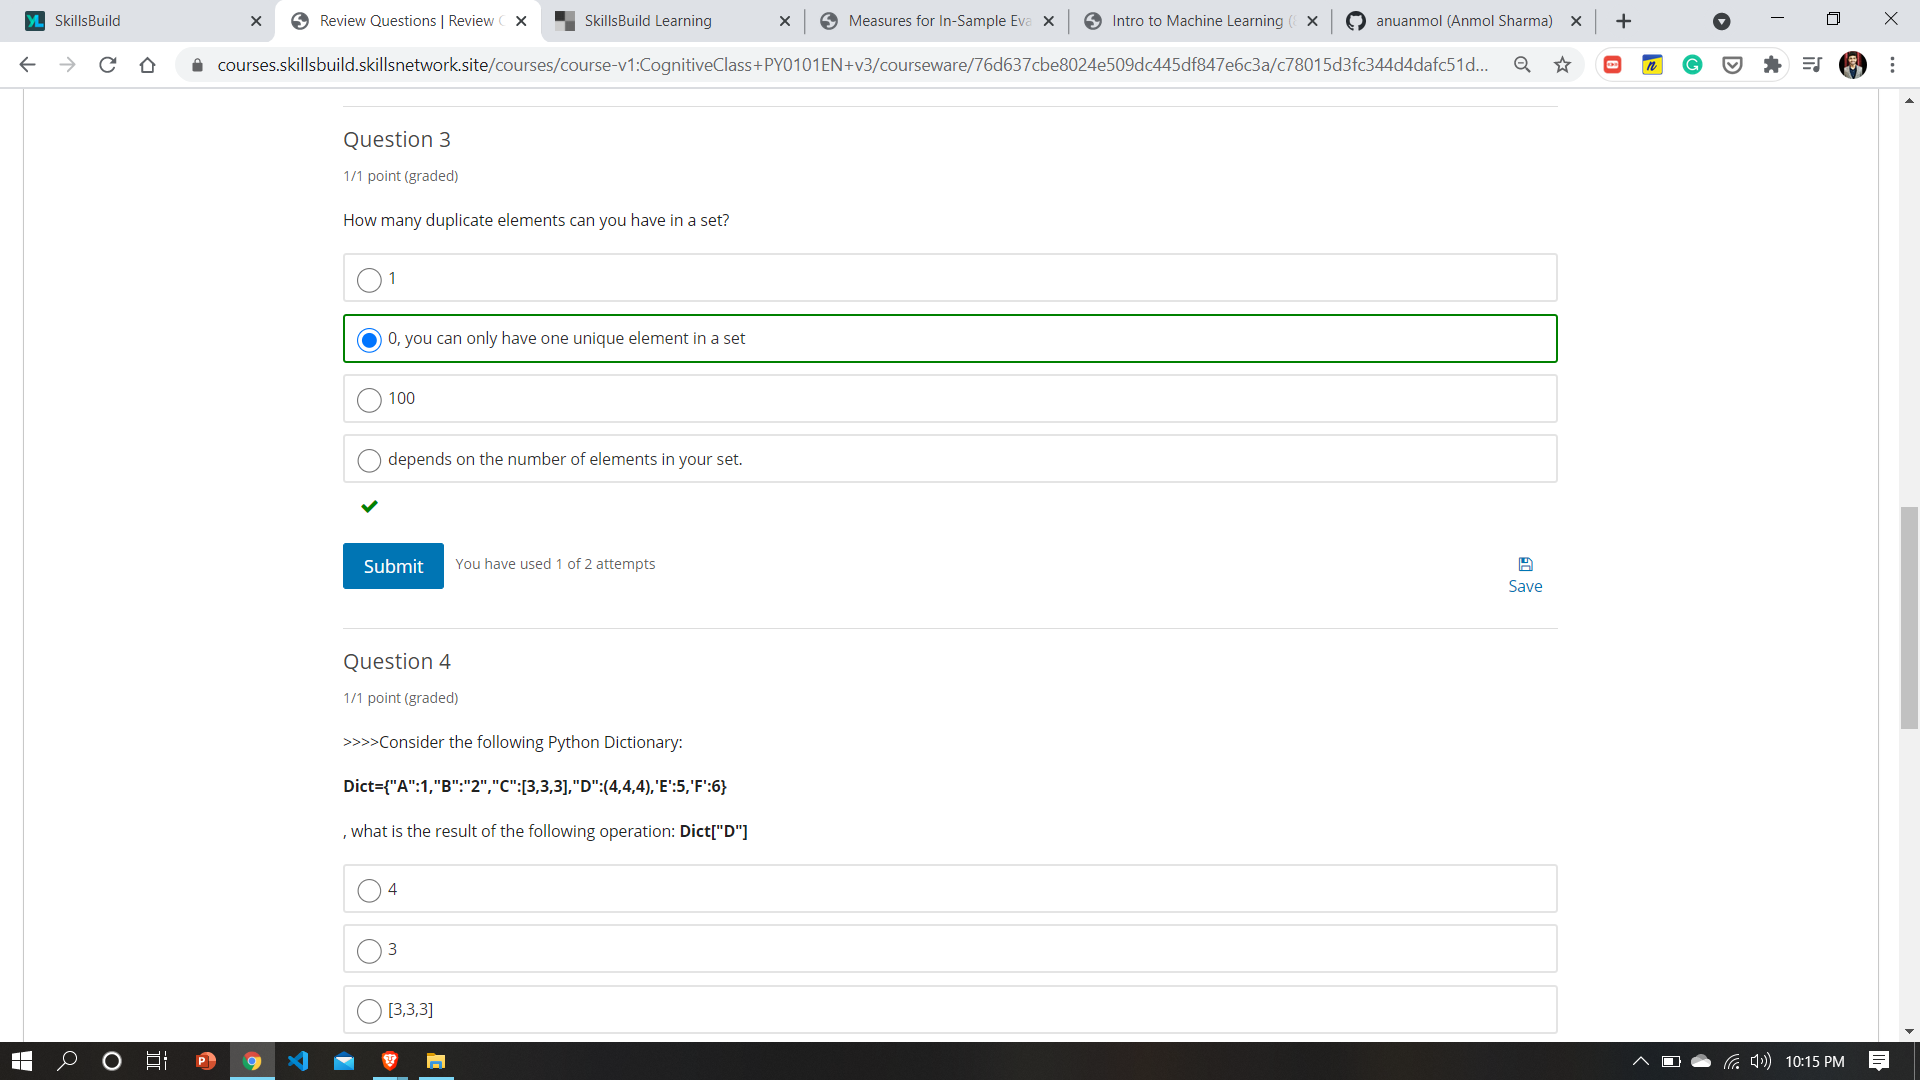 SkillsBuild
Review Questions | Review
SkillsBuild Learning
Measures for In-Sample Eva
Intro to Machine Learning (
anuanmol (Anmol Sharma)
courses.skillsbuild.skillsnetwork.site/courses/course-v1:CognitiveClass+PY0101EN+v3/courseware/76d637cbe8024e509dc445df847e6c3a/c78015d3fc344d4dafc51d...
Question 3
1/1 point (graded)
How many duplicate elements can you have in a set?
1
0, you can only have one unique element in a set
100
depends on the number of elements in your set.
Submit
You have used 1 of 2 attempts
Save
Question 4
1/1 point (graded)
>>>>Consider the following Python Dictionary:
Dict={"A":1,"B":"2","C":[3,3,3],"D":(4,4,4),'E':5,'F':6}
, what is the result of the following operation: Dict["D"]
4
3
[3,3,3]
10:15 PM